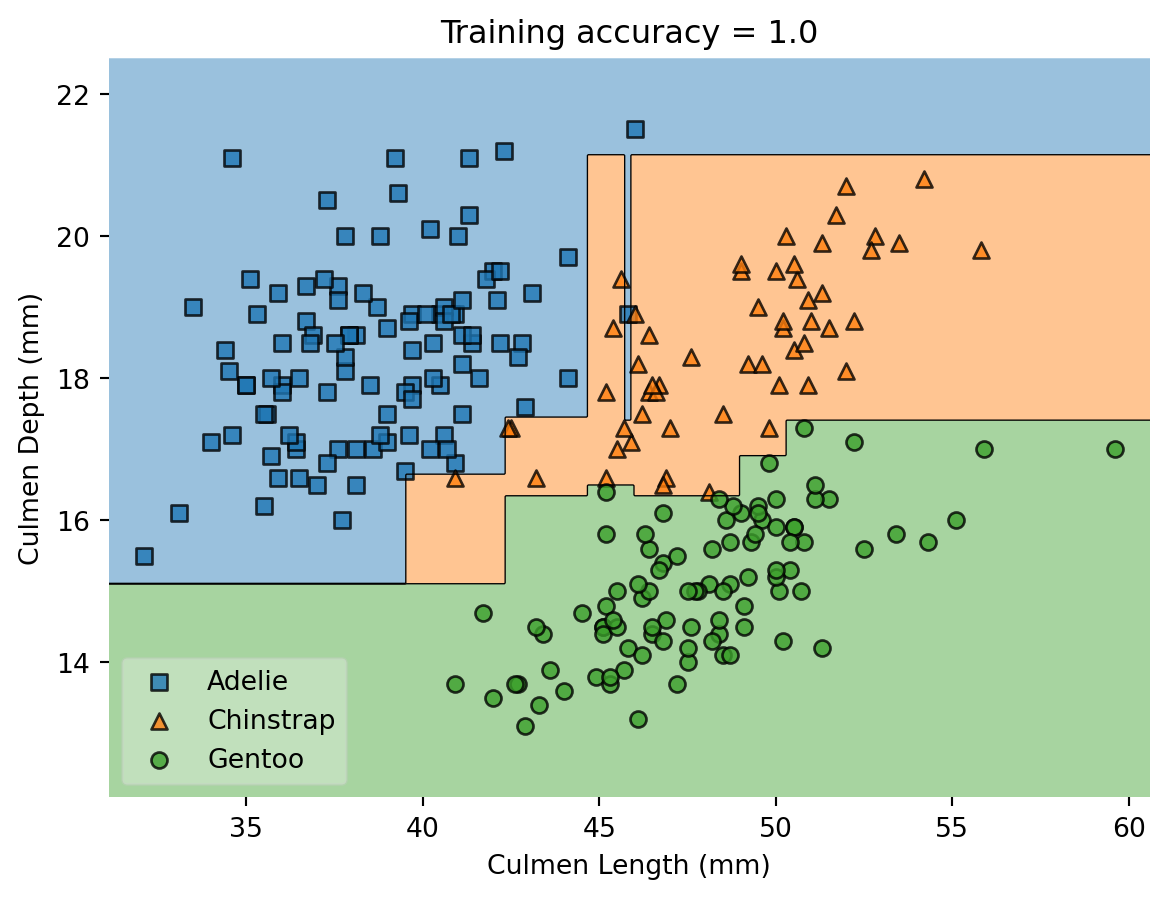 Training accuracy = 1.0
22
20
18
16
14
Culmen Depth (mm)
Adelie
Chinstrap
Gentoo
35 40 45 50 55 60
Culmen Length (mm)